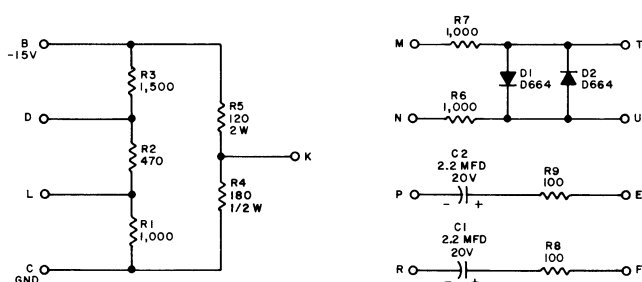 B
-15V
R3
1,500
D
R2
470
L
R1
1,000
C
GND
R5
120
2W
K
R4
180
1/2 W
M
R7
1,000
T
D1
D664
D2
D664
N
R6
1,000
U
P
C2
2.2 MFD
20V
- +
R9
100
E
R
C1
2.2 MFD
20V
- +
R8
100
F